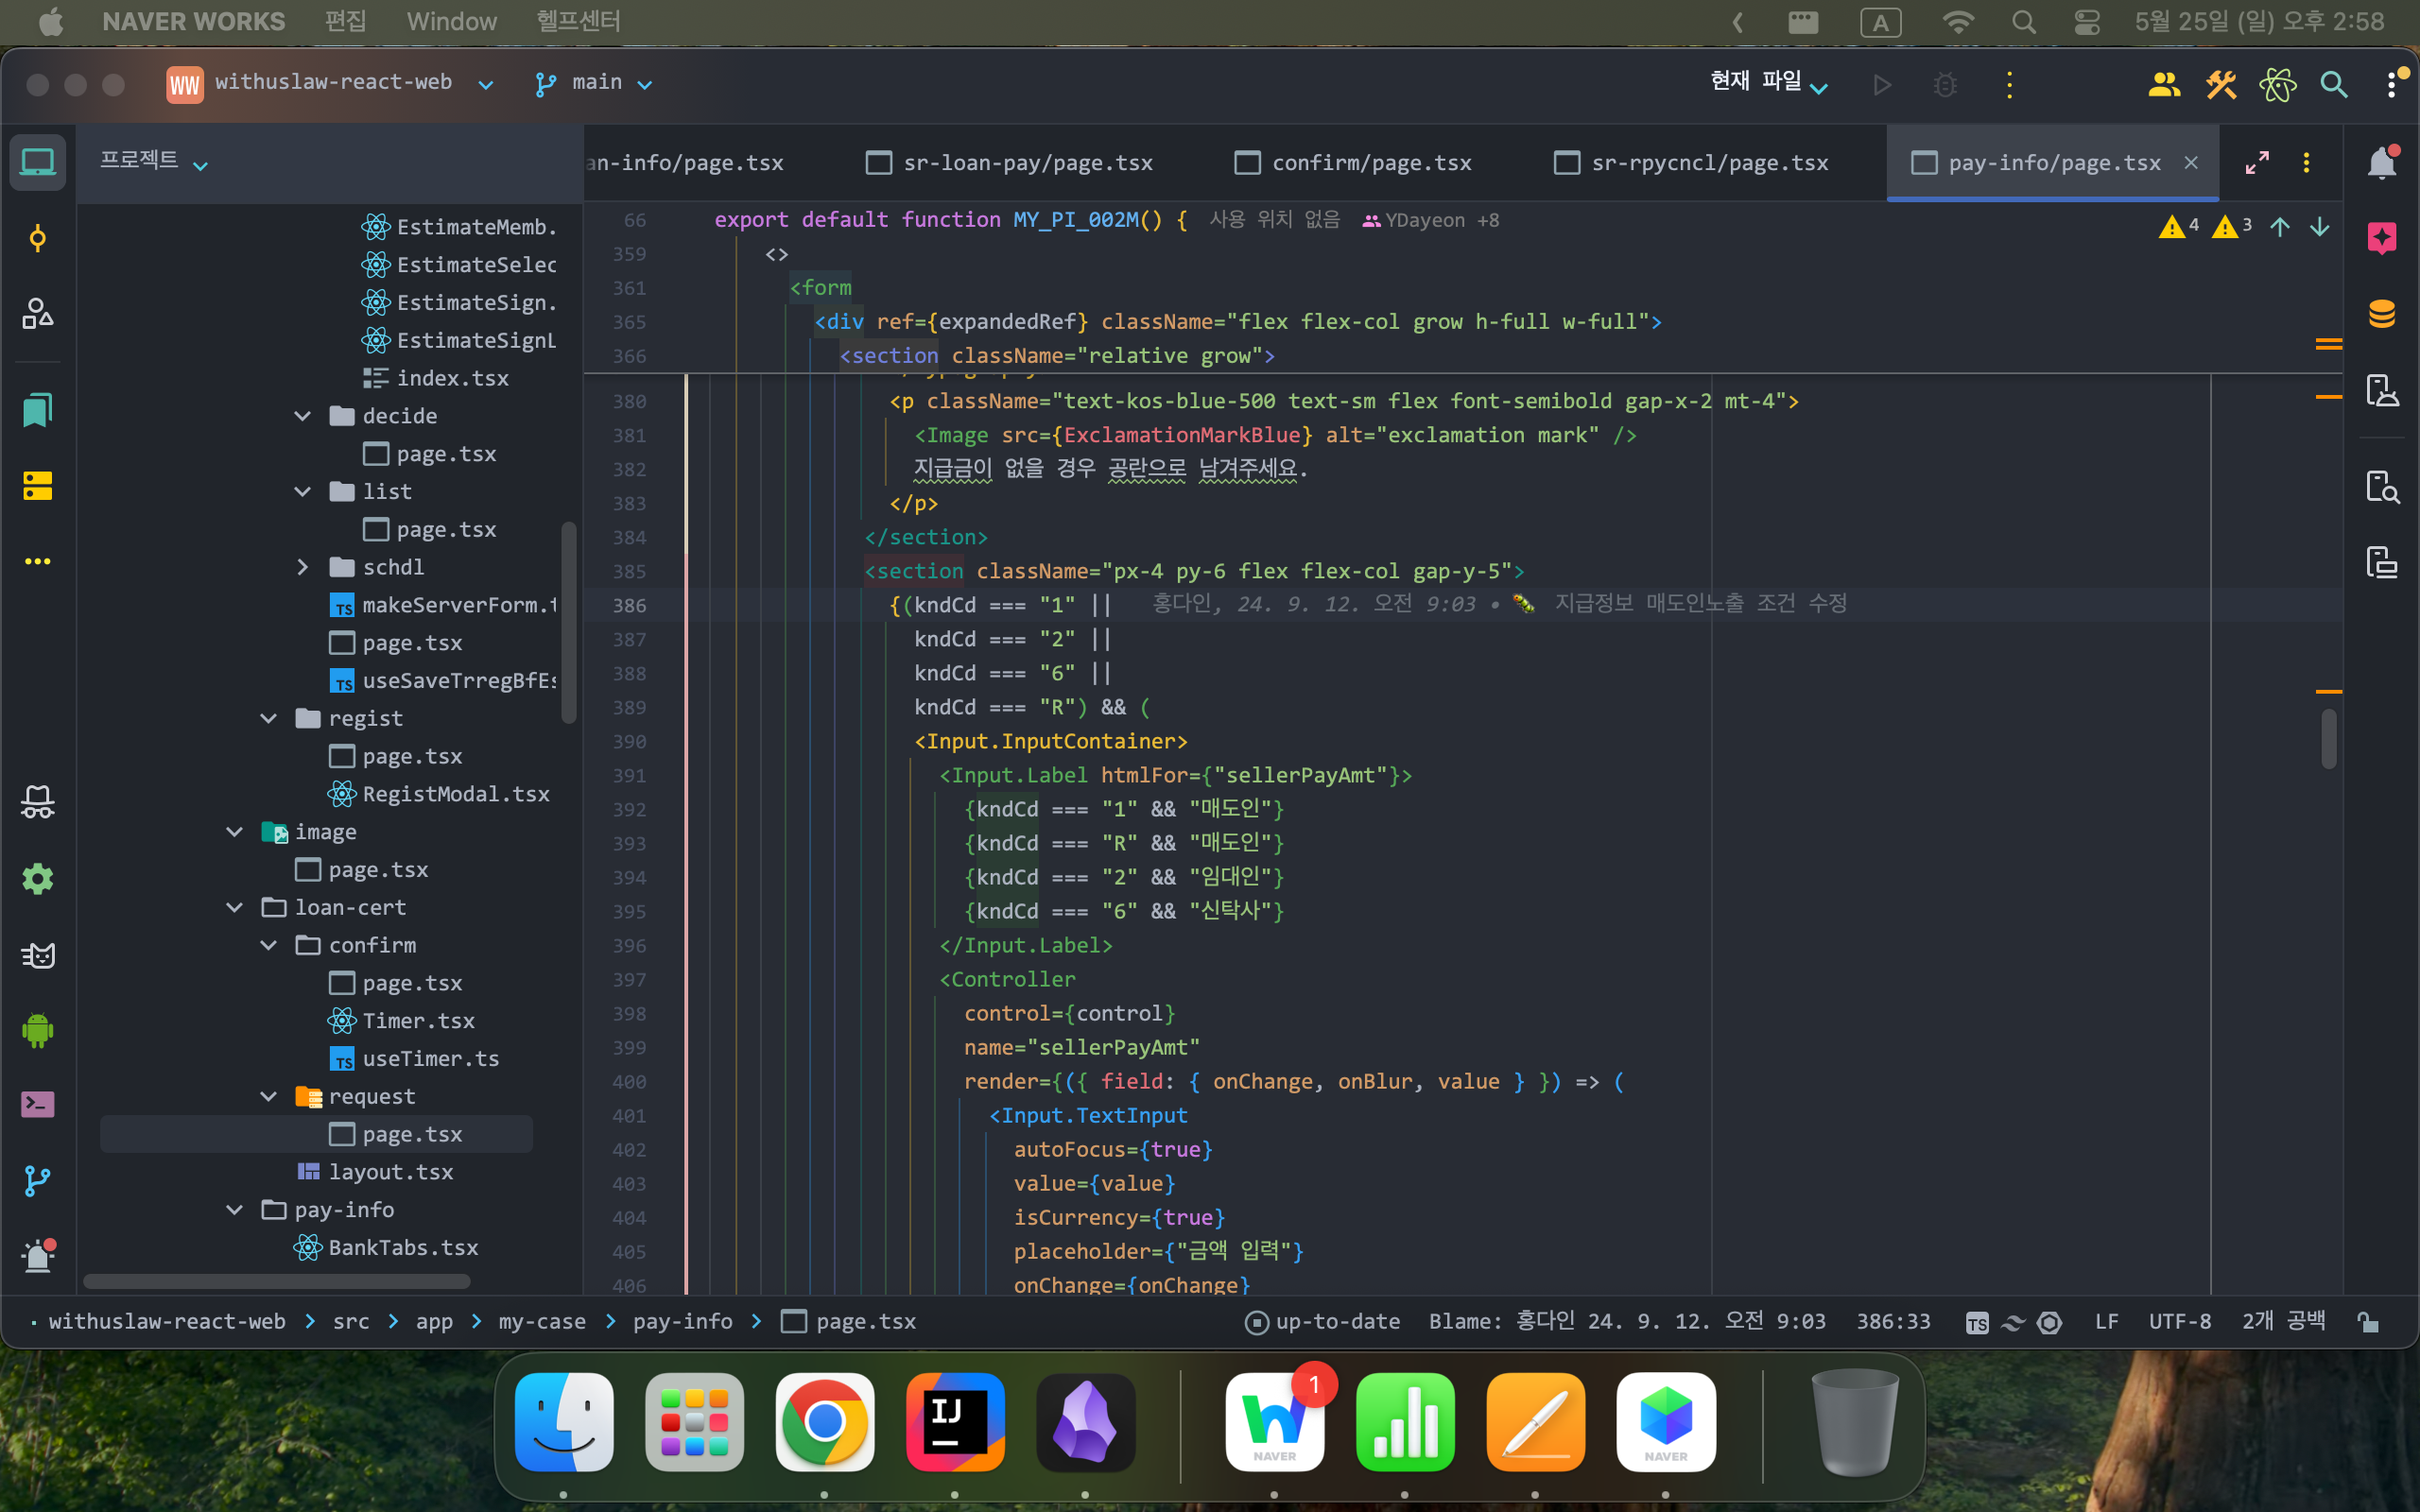 NAVER WORKS 편집 Window 헬프센터 A 5월 25일 (일) 오후 2:58
WW withuslaw-react-web main 현재 파일
프로젝트
an-info/page.tsx sr-loan-pay/page.tsx confirm/page.tsx sr-rpycncl/page.tsx pay-info/page.tsx
EstimateMemb.
EstimateSelec
EstimateSign.
EstimateSignL
index.tsx
decide
page.tsx
list
page.tsx
schdl
TS makeServerForm.t
page.tsx
TS useSaveTrregBfEs
regist
page.tsx
RegistModal.tsx
image
page.tsx
loan-cert
confirm
page.tsx
Timer.tsx
TS useTimer.ts
request
page.tsx
layout.tsx
pay-info
BankTabs.tsx
66 export default function MY_PI_002M() { 사용 위치 없음 YDayeon +8
4 3
359 <>
361 <form
365 <div ref={expandedRef} className="flex flex-col grow h-full w-full">
366 <section className="relative grow">
380 <p className="text-kos-blue-500 text-sm flex font-semibold gap-x-2 mt-4">
381 <Image src={ExclamationMarkBlue} alt="exclamation mark" />
382 지급금이 없을 경우 공란으로 남겨주세요.
383 </p>
384 </section>
385 <section className="px-4 py-6 flex flex-col gap-y-5">
386 {(kndCd === "1" || 홍다인, 24. 9. 12. 오전 9:03 • 🐛 지급정보 매도인노출 조건 수정
387 kndCd === "2" ||
388 kndCd === "6" ||
389 kndCd === "R") && (
390 <Input.InputContainer>
391 <Input.Label htmlFor={"sellerPayAmt"}>
392 {kndCd === "1" && "매도인"}
393 {kndCd === "R" && "매도인"}
394 {kndCd === "2" && "임대인"}
395 {kndCd === "6" && "신탁사"}
396 </Input.Label>
397 <Controller
398 control={control}
399 name="sellerPayAmt"
400 render={({ field: { onChange, onBlur, value } }) => (
401 <Input.TextInput
402 autoFocus={true}
403 value={value}
404 isCurrency={true}
405 placeholder={"금액 입력"}
406 onChange={onChange}
withuslaw-react-web > src > app > my-case > pay-info > page.tsx up-to-date Blame: 홍다인 24. 9. 12. 오전 9:03 386:33 TS LF UTF-8 2개 공백
IJ NAVER 1 NAVER